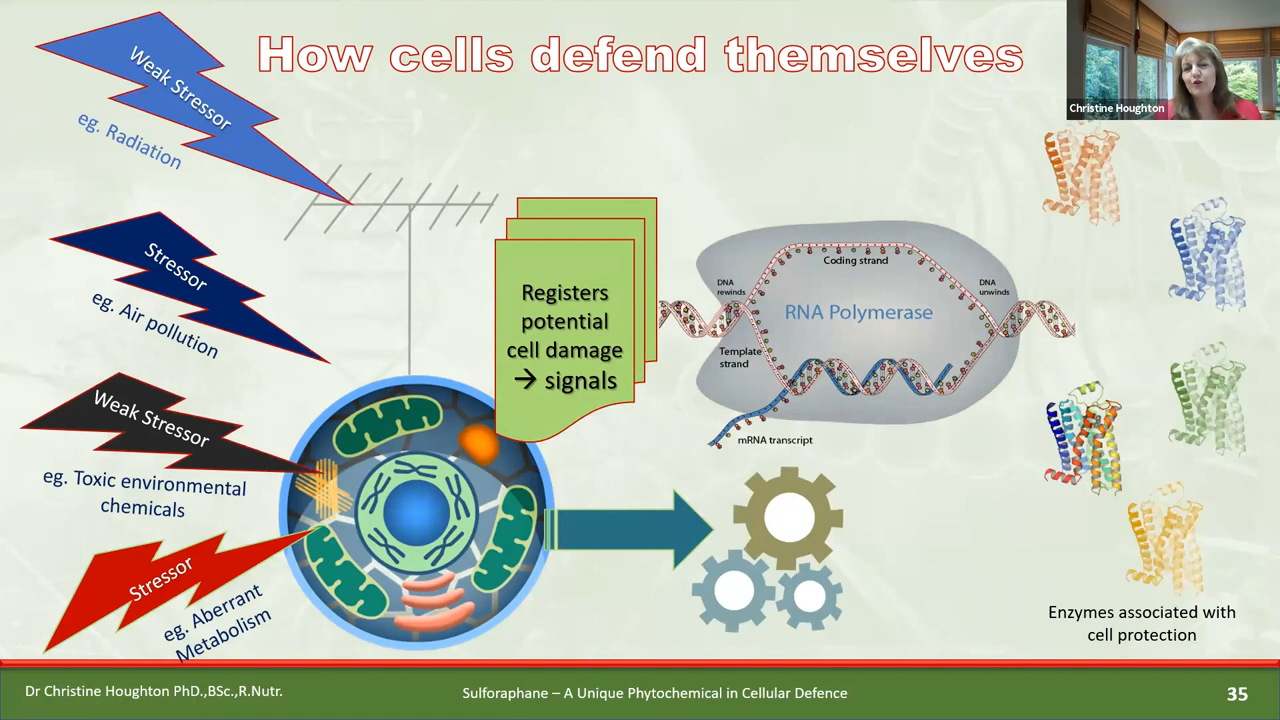 How cells defend themselves
Christine Houghton
Weak Stressor
eg. Radiation
Stressor
eg. Air pollution
Weak Stressor
eg. Toxic environmental
chemicals
Stressor
eg. Aberrant
Metabolism
Registers
potential
cell damage
→ signals
Coding strand
DNA
rewinds
DNA
unwinds
RNA Polymerase
Template
strand
mRNA transcript
Enzymes associated with
cell protection
Dr Christine Houghton PhD.,BSc.,R.Nutr.
Sulforaphane – A Unique Phytochemical in Cellular Defence
35